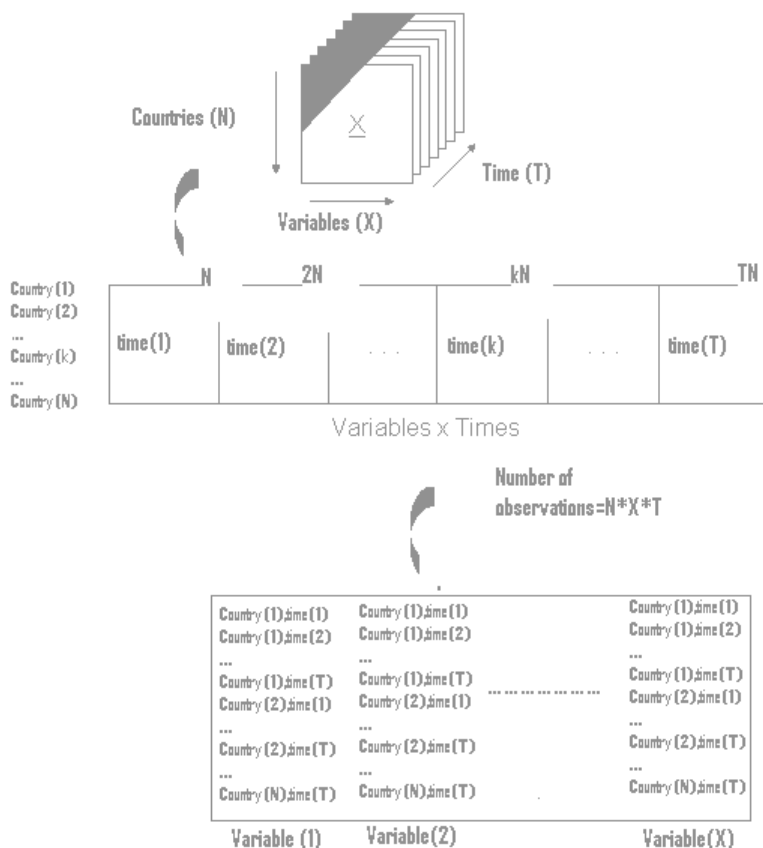 Countries (N)
X
Time (T)
Variables (X)
N 2N kN TN
Country (1)
Country (2)
...
Country (k)
...
Country (N)
time(1) time(2) . . . time(k) . . . time(T)
Variables x Times
Number of
observations=N*X*T
Country (1),time(1) Country (1),time(1) Country (1),time(1)
Country (1),time(2) Country (1),time(2) Country (1),time(2)
... ... ...
Country (1),time(T) Country (1),time(T) Country (1),time(T)
Country (2),time(1) Country (2),time(1) ........................... Country (2),time(1)
... ... ...
Country (2),time(T) Country (2),time(T) Country (2),time(T)
... ... ...
Country (N),time(T) Country (N),time(T) Country (N),time(T)
Variable (1) Variable(2) Variable(X)